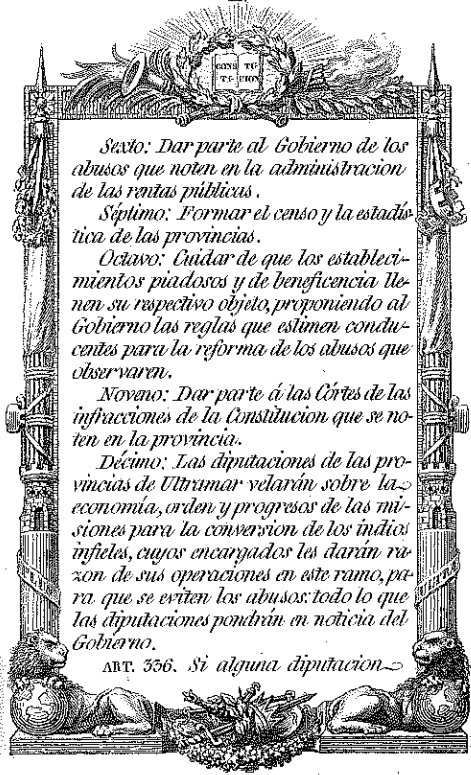 CONS TU
TI CION
Sexto: Dar parte al Gobierno de los
abusos que noten en la administracion
de las rentas públicas.
Séptimo: Formar el censo y la estadís-
tica de las provincias.
Octavo: Cuidar de que los estableci-
mientos piadosos y de beneficencia lle-
nen su respectivo objeto, proponiendo al
Gobierno las reglas que estimen condu-
centes para la reforma de los abusos que
observaren.
Noveno: Dar parte á las Córtes de las
infracciones de la Constitucion que se no-
ten en la provincia.
Décimo: Las diputaciones de las pro-
vincias de Ultramar velarán sobre la
economía, orden y progresos de las mi-
siones para la conversion de los indios
infieles, cuyos encargados les darán ra-
zon de sus operaciones en este ramo, pa-
ra que se eviten los abusos: todo lo que
las diputaciones pondrán en noticia del
Gobierno.
ART. 336. Si alguna diputacion